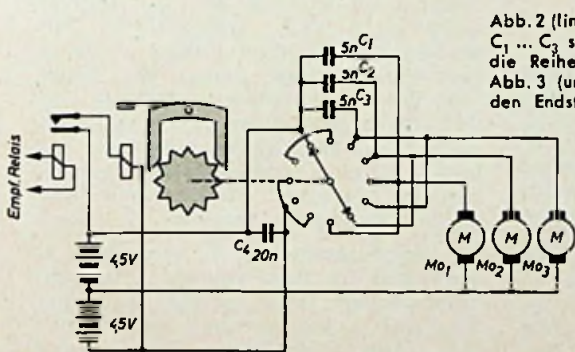 Abb. 2 (lin
C₁ ... C₃ s
die Reihe
Abb. 3 (u
den Endst
5n C₁
5n C₂
5n C₃
Empf. Relais
C₄ 20n
4,5V
4,5V
M
M
M
Mo₁
Mo₂
Mo₃